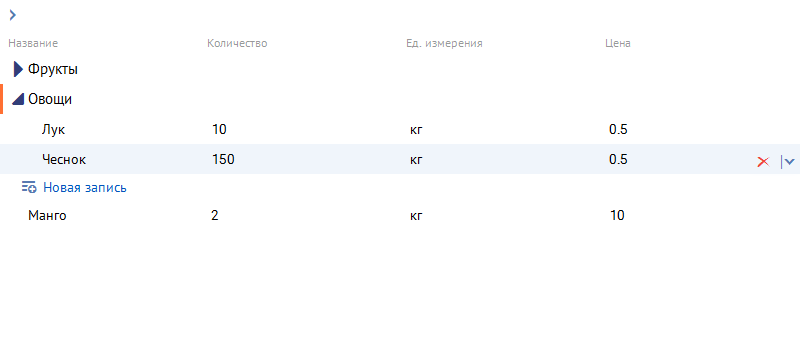 Название Количество Ед. измерения Цена
Фрукты
Овощи
Лук 10 кг 0.5
Чеснок 150 кг 0.5
Новая запись
Манго 2 кг 10